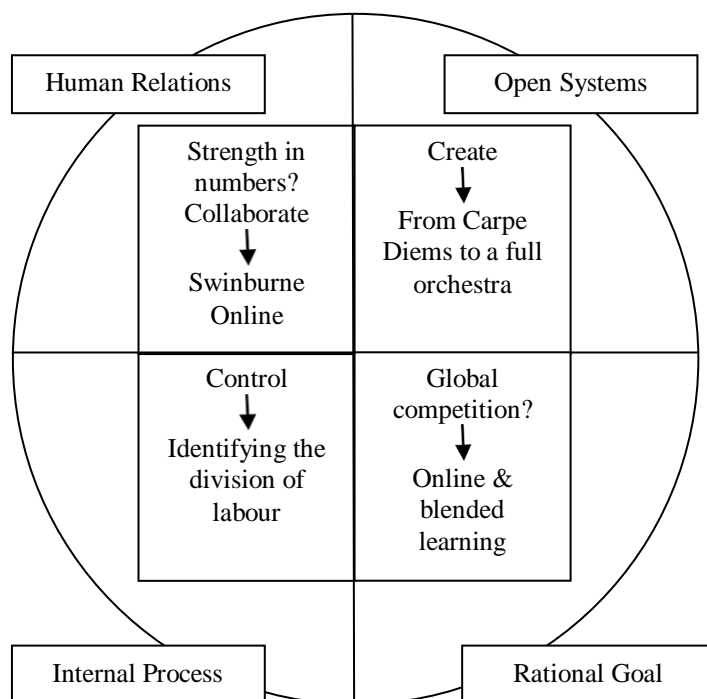 Human Relations
Open Systems
Strength in
numbers?
Collaborate
Swinburne
Online
Create
From Carpe
Diems to a full
orchestra
Control
Identifying the
division of
labour
Global
competition?
Online &
blended
learning
Internal Process
Rational Goal